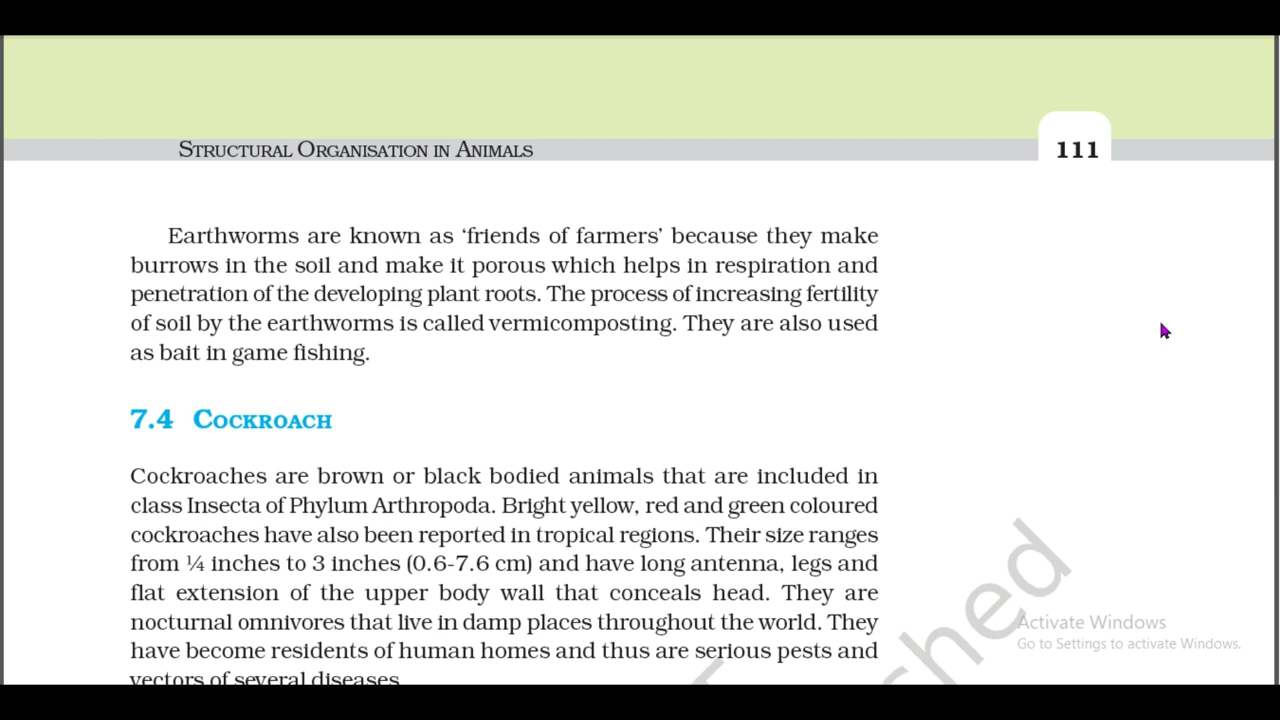 STRUCTURAL ORGANISATION IN ANIMALS
111
Earthworms are known as ‘friends of farmers’ because they make
burrows in the soil and make it porous which helps in respiration and
penetration of the developing plant roots. The process of increasing fertility
of soil by the earthworms is called vermicomposting. They are also used
as bait in game fishing.
7.4 COCKROACH
Cockroaches are brown or black bodied animals that are included in
class Insecta of Phylum Arthropoda. Bright yellow, red and green coloured
cockroaches have also been reported in tropical regions. Their size ranges
from ¼ inches to 3 inches (0.6-7.6 cm) and have long antenna, legs and
flat extension of the upper body wall that conceals head. They are
nocturnal omnivores that live in damp places throughout the world. They
have become residents of human homes and thus are serious pests and
vectors of several diseases.
Activate Windows
Go to Settings to activate Windows.